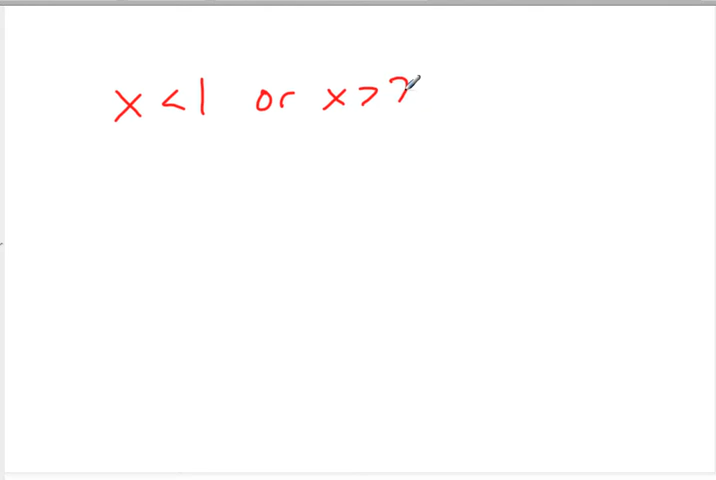 x < 1 or x >